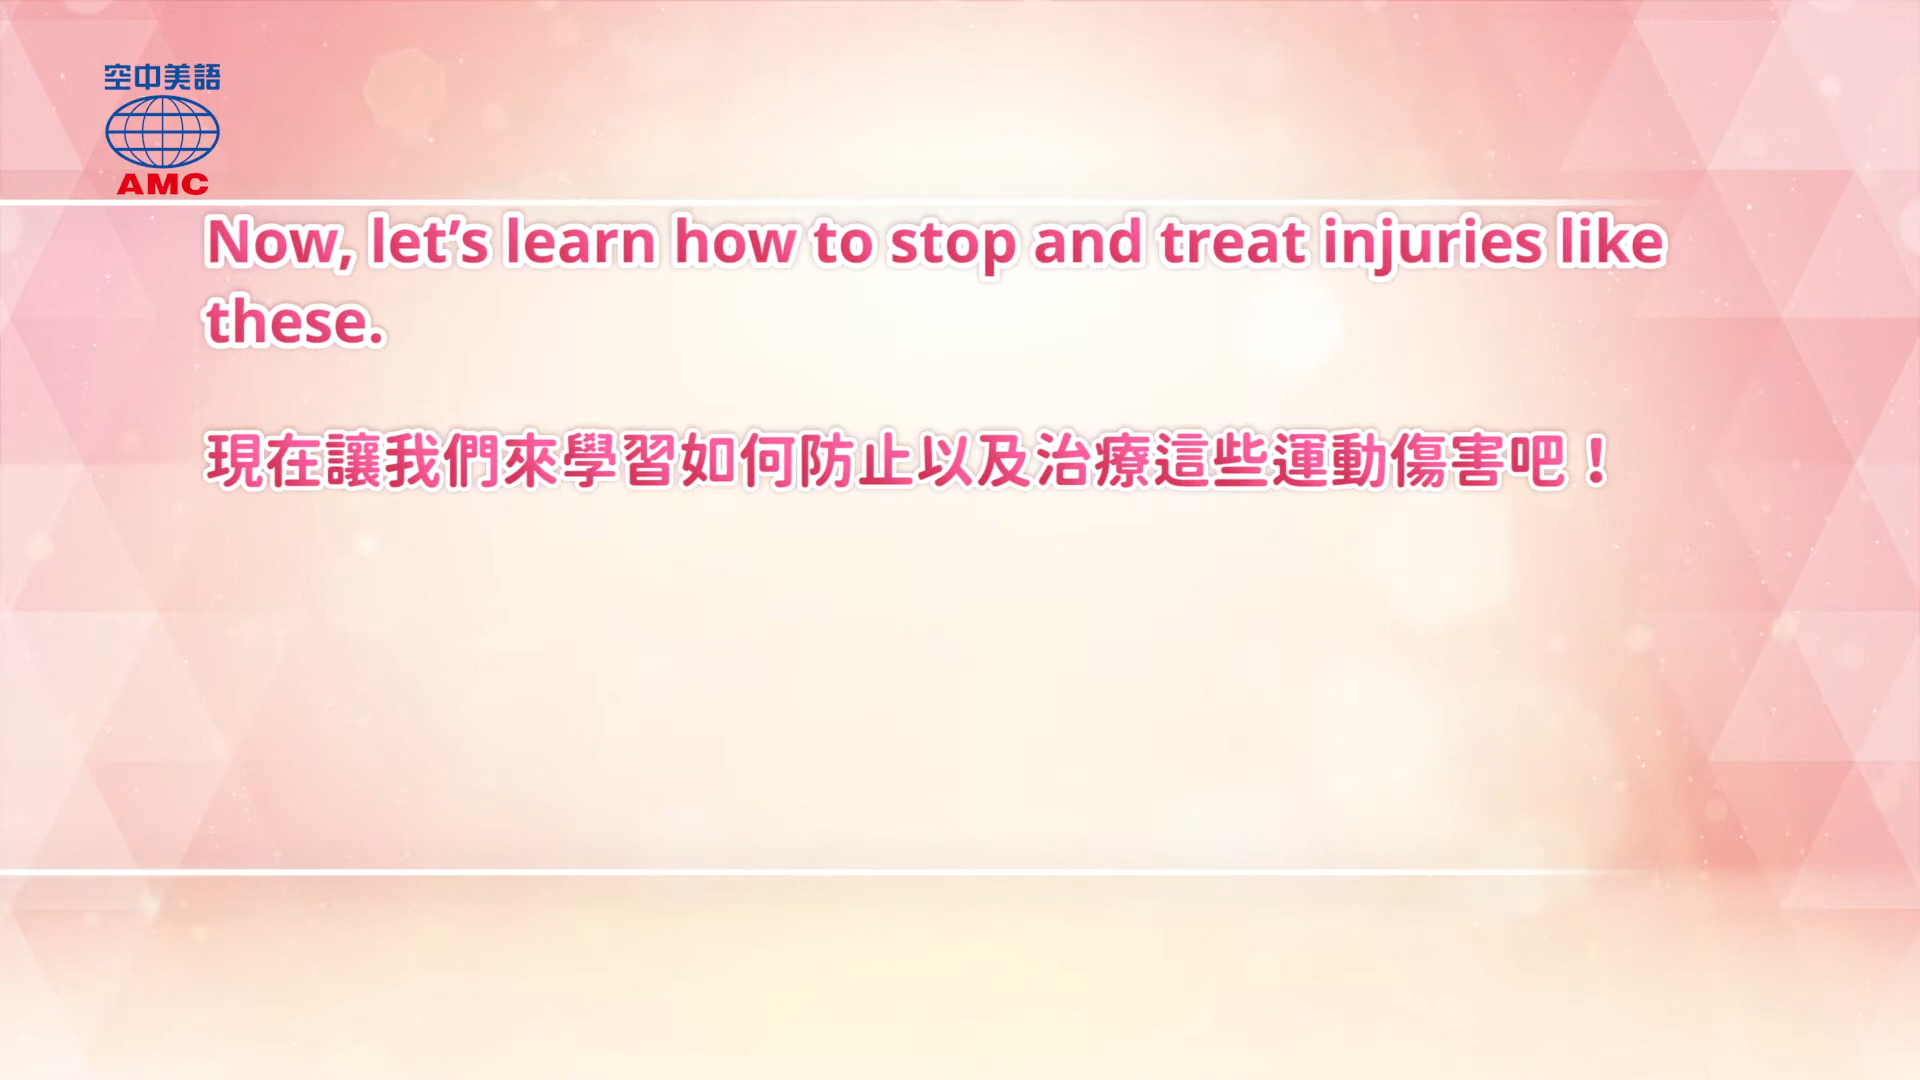 空中美語
AMC
Now, let’s learn how to stop and treat injuries like
these.
現在讓我們來學習如何防止以及治療這些運動傷害吧！